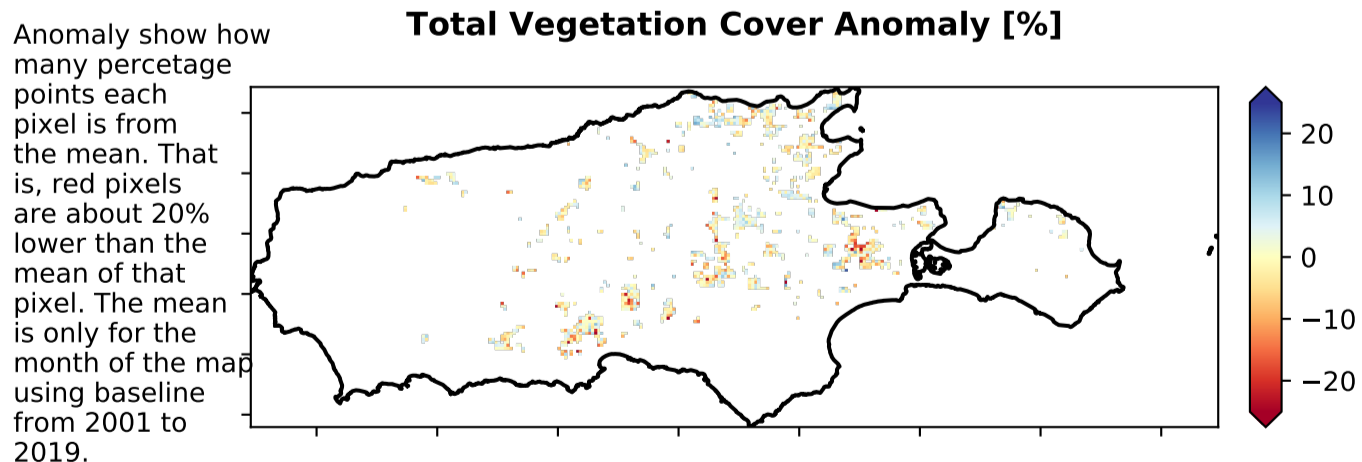 Total Vegetation Cover Anomaly [%]
Anomaly show how
many percetage
points each
pixel is from
the mean. That
is, red pixels
are about 20%
lower than the
mean of that
pixel. The mean
is only for the
month of the map
using baseline
from 2001 to
2019.
20
10
0
−10
−20